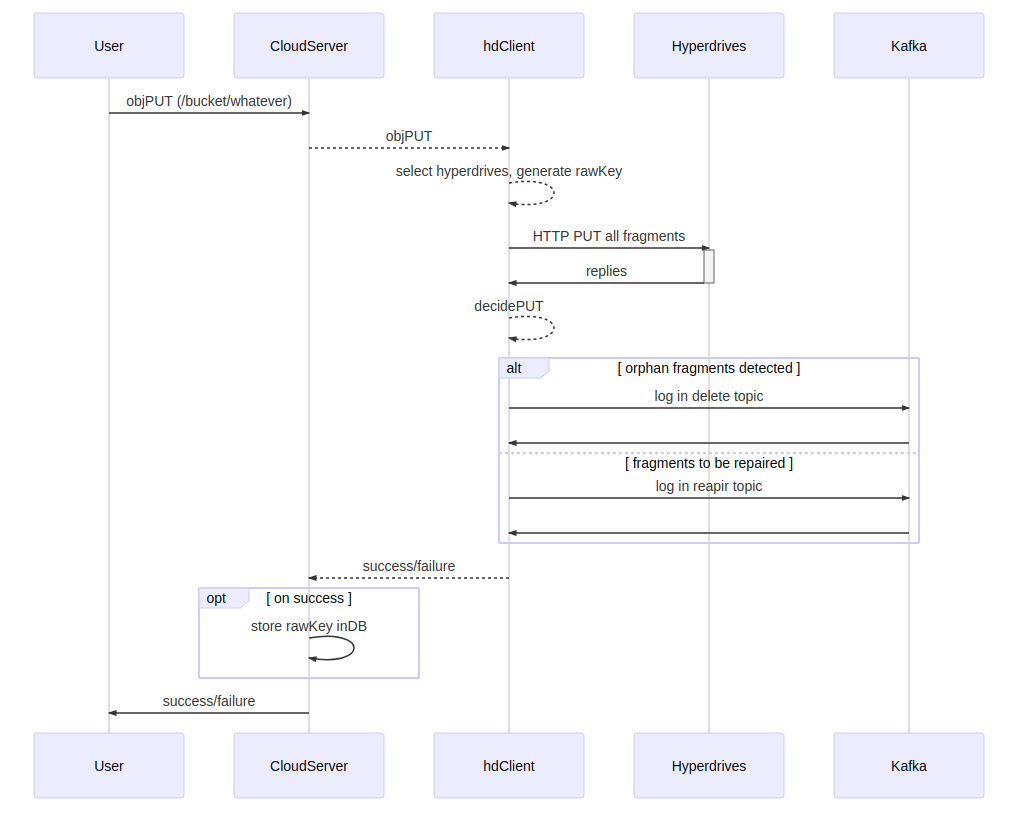 User
CloudServer
hdClient
Hyperdrives
Kafka
objPUT (/bucket/whatever)
objPUT
select hyperdrives, generate rawKey
HTTP PUT all fragments
replies
decidePUT
alt
[ orphan fragments detected ]
log in delete topic
[ fragments to be repaired ]
log in reapir topic
success/failure
opt
[ on success ]
store rawKey inDB
success/failure
User
CloudServer
hdClient
Hyperdrives
Kafka